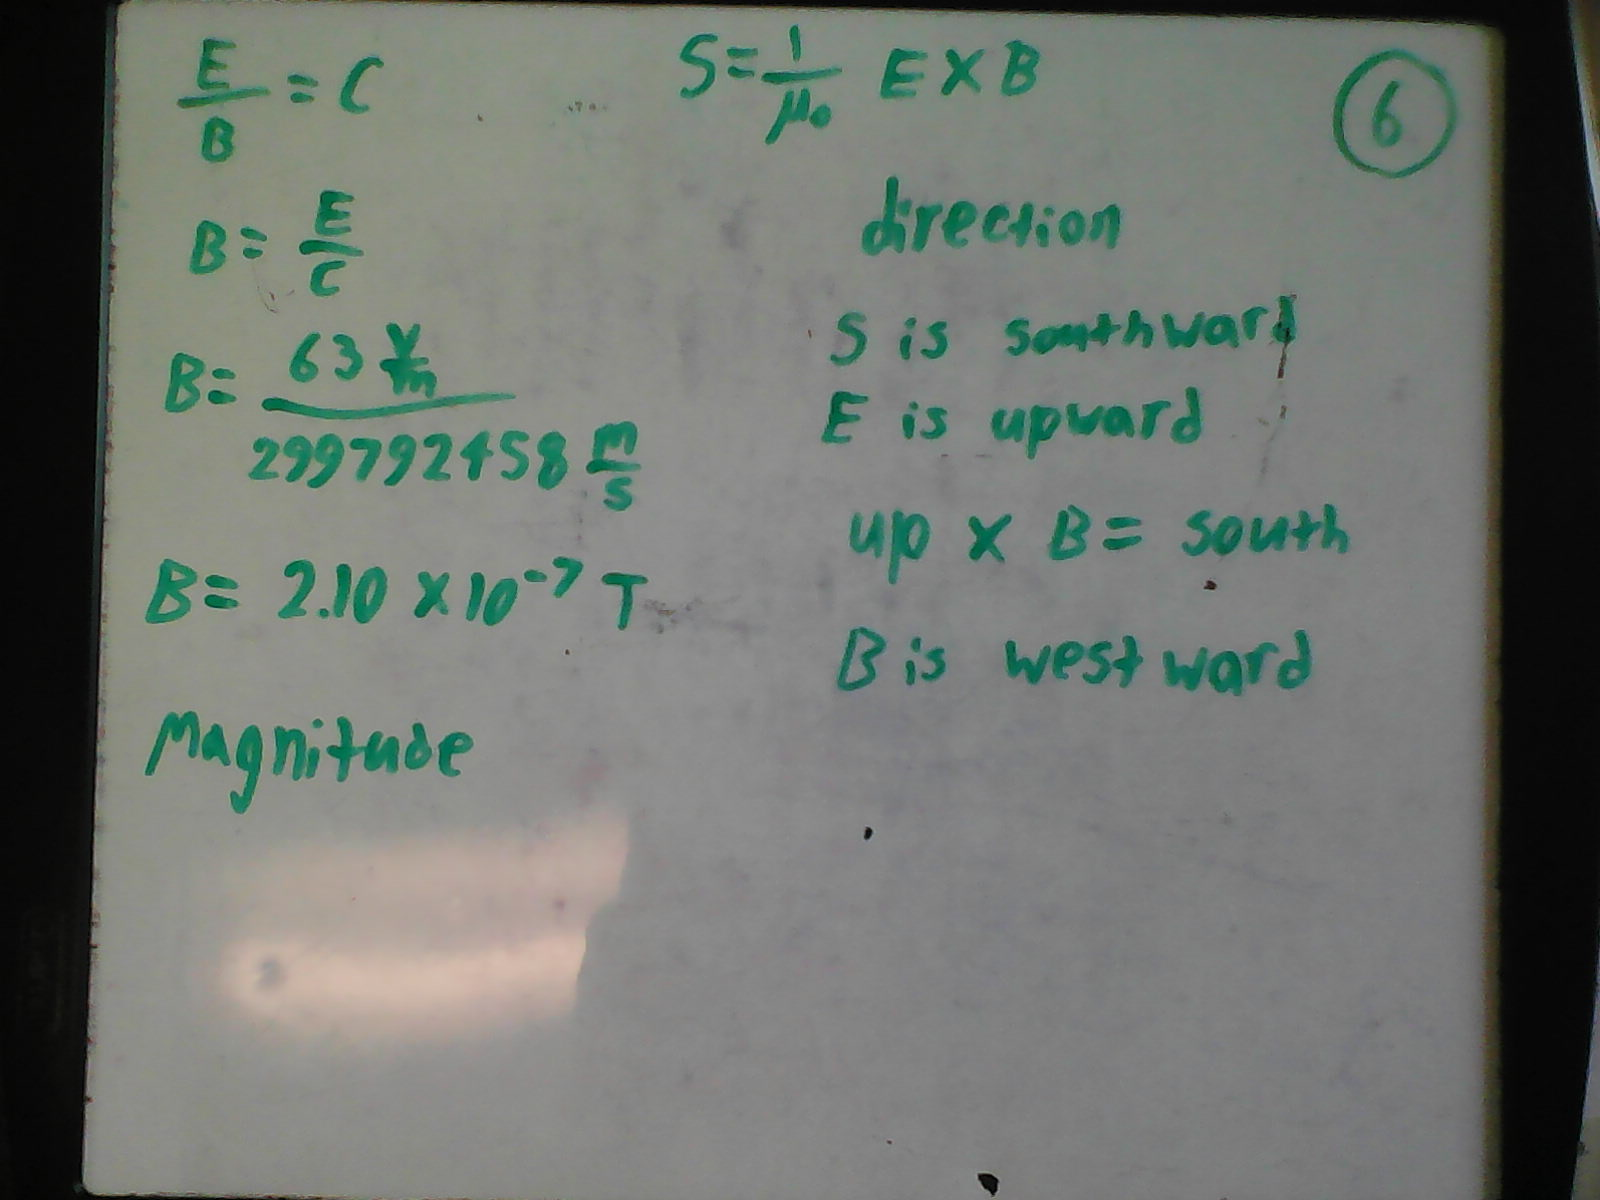 E/B = C
B = E/C
B = 63 V/m / 299792458 m/s
B = 2.10 × 10⁻⁷ T
Magnitude
S = 1/μ₀ E × B
6
direction
S is southward
E is upward
up × B = south
B is westward